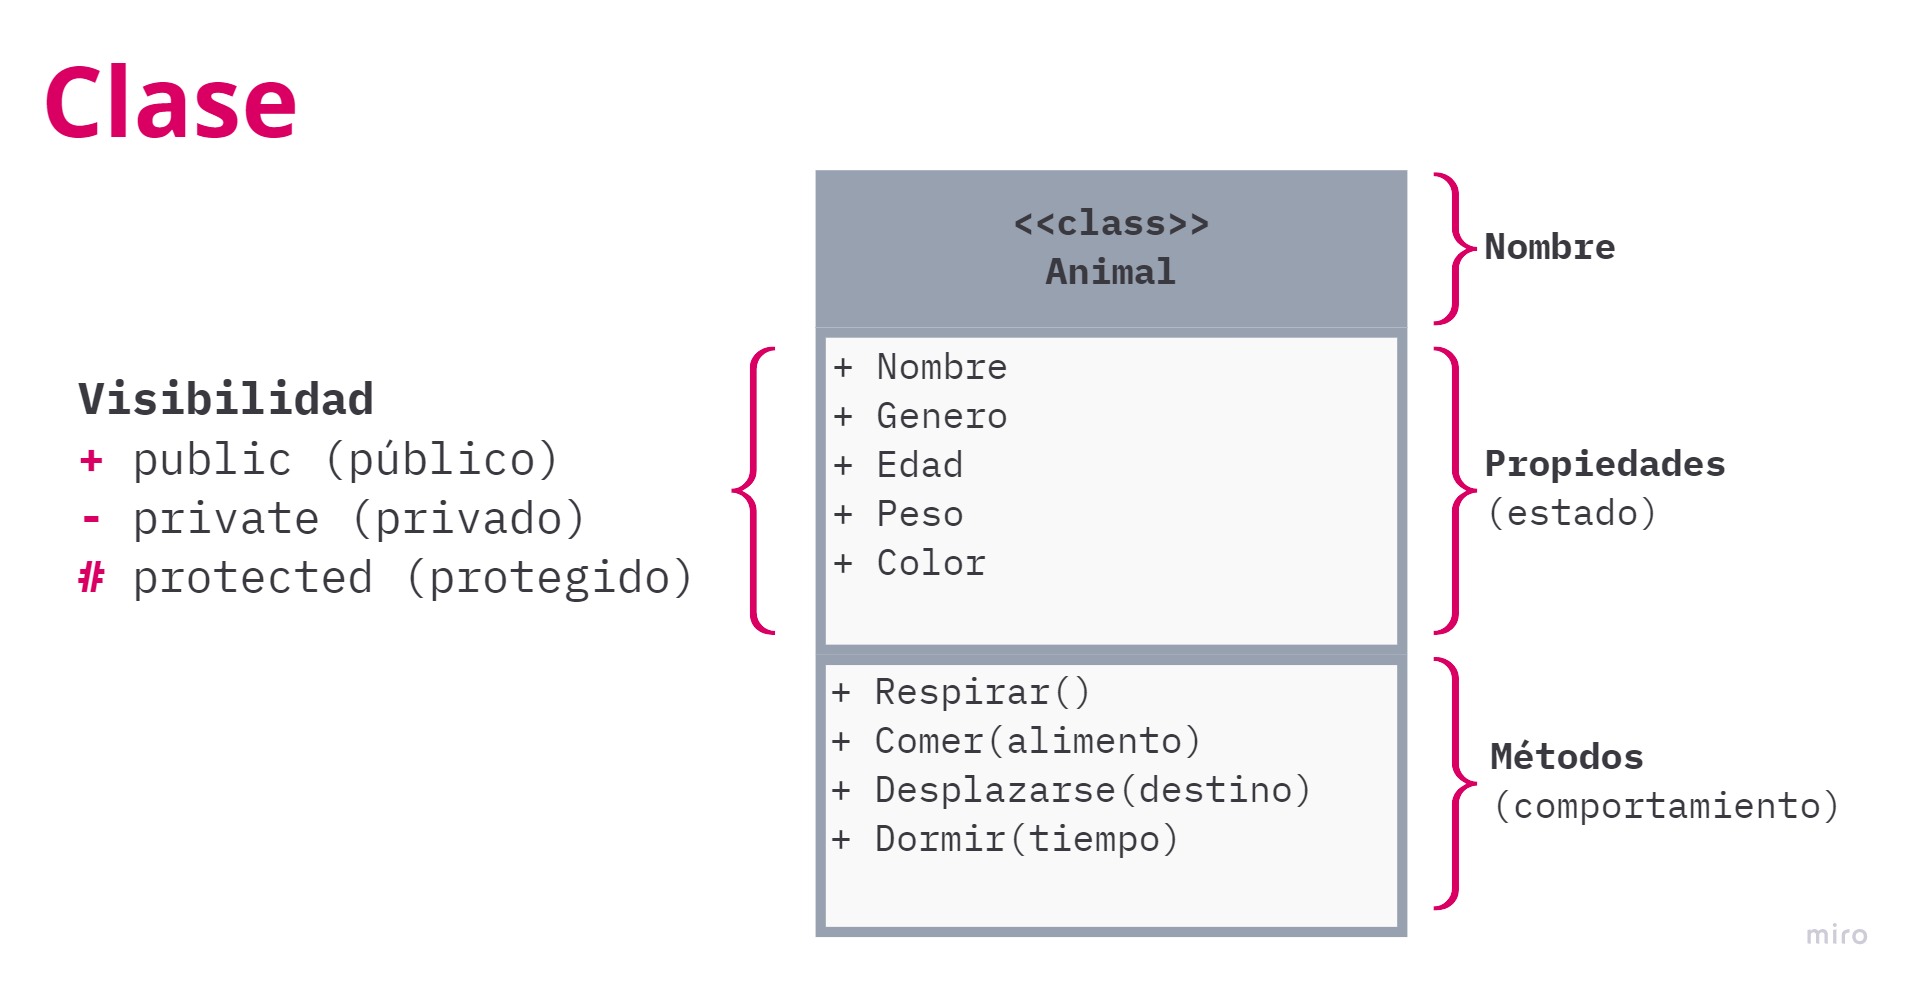 Clase
<<class>>
Animal
Nombre
Visibilidad
+ public (público)
- private (privado)
# protected (protegido)
+ Nombre
+ Genero
+ Edad
+ Peso
+ Color
Propiedades
(estado)
+ Respirar()
+ Comer(alimento)
+ Desplazarse(destino)
+ Dormir(tiempo)
Métodos
(comportamiento)
miro